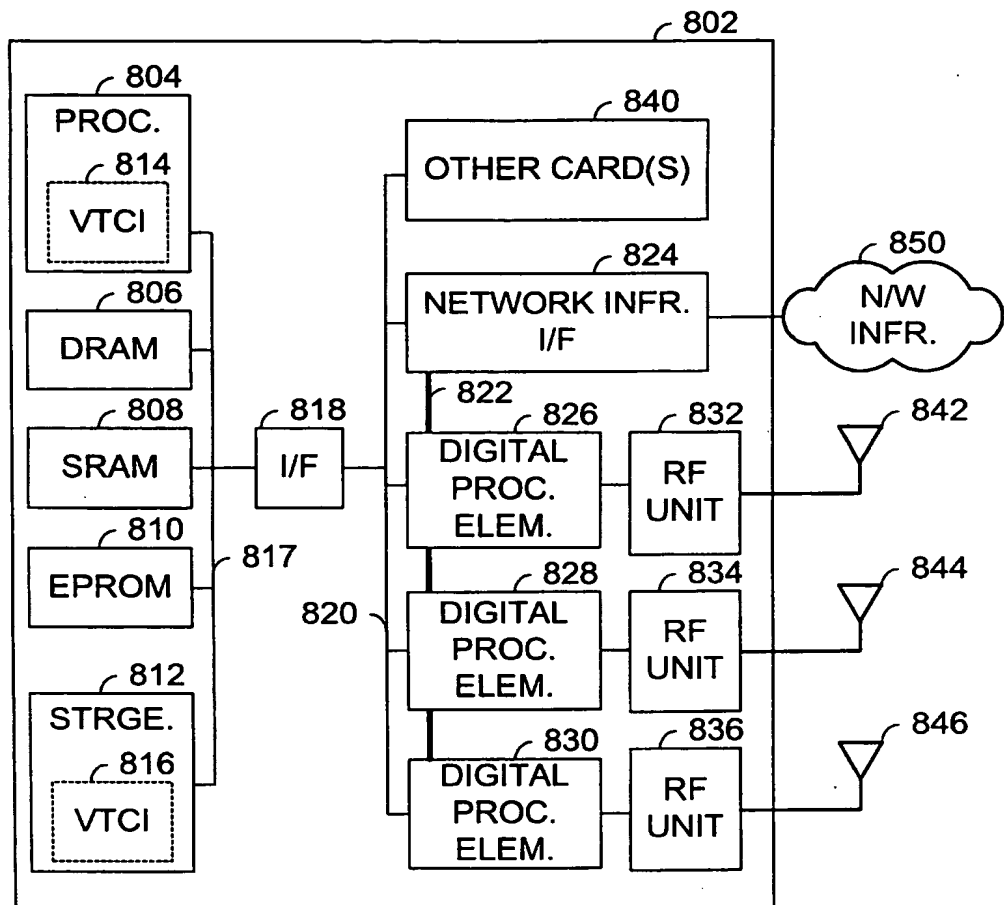 802
804
PROC.
814
VTCI
806
DRAM
808
SRAM
810
EPROM
812
STRGE.
816
VTCI
817
818
I/F
820
840
OTHER CARD(S)
824
NETWORK INFR.
I/F
822
826
DIGITAL
PROC.
ELEM.
832
RF
UNIT
828
DIGITAL
PROC.
ELEM.
834
RF
UNIT
830
DIGITAL
PROC.
ELEM.
836
RF
UNIT
850
N/W
INFR.
842
844
846